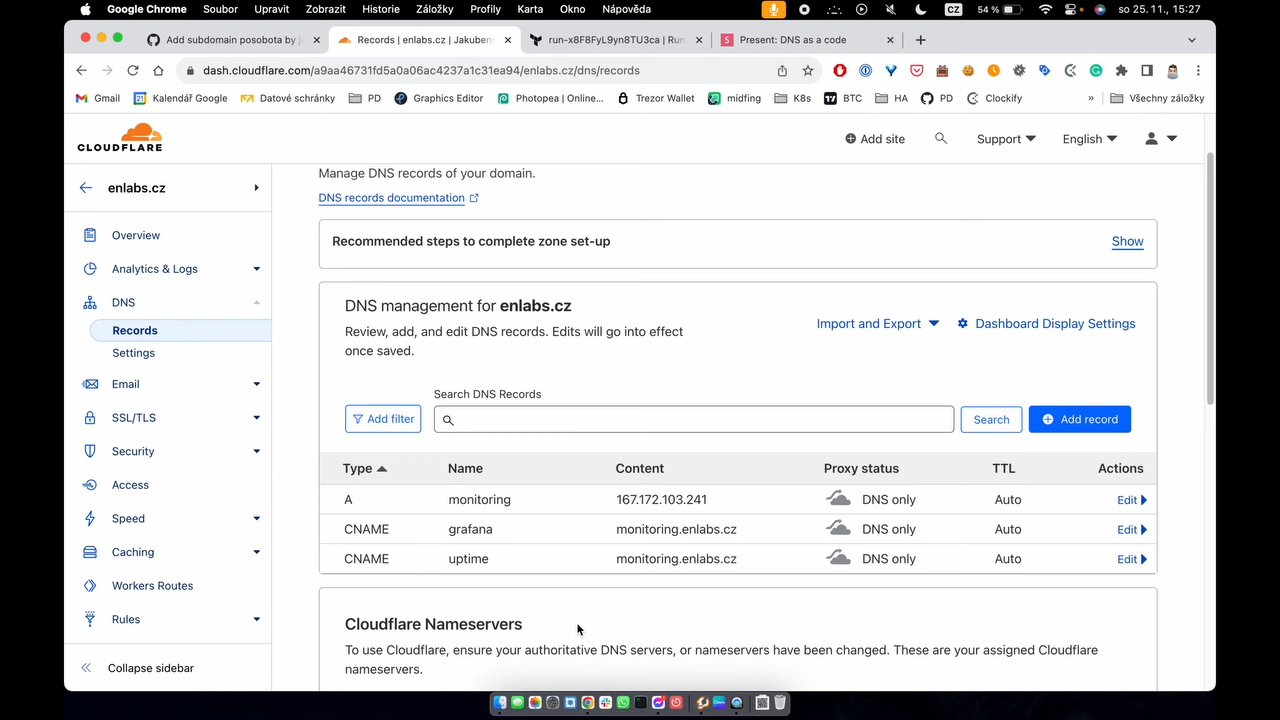 Google Chrome Soubor Upravit Zobrazit Historie Záložky Profily Karta Okno Nápověda CZ 54 % so 25. 11., 15:27
Add subdomain posobota by j Records | enlabs.cz | Jakuben run-x8F8FyL9yn8TU3ca | Run Present: DNS as a code
dash.cloudflare.com/a9aa46731fd5a0a06ac4237a1c31ea94/enlabs.cz/dns/records
Gmail Kalendář Google Datové schránky PD Graphics Editor Photopea | Online... Trezor Wallet midfing K8s BTC HA PD Clockify » Všechny záložky
CLOUDFLARE
Add site Support English
enlabs.cz
Overview
Analytics & Logs
DNS
Records
Settings
Email
SSL/TLS
Security
Access
Speed
Caching
Workers Routes
Rules
Collapse sidebar
Manage DNS records of your domain.
DNS records documentation
Recommended steps to complete zone set-up Show
DNS management for enlabs.cz
Review, add, and edit DNS records. Edits will go into effect
once saved.
Import and Export Dashboard Display Settings
Search DNS Records
Add filter Search Add record
Type Name Content Proxy status TTL Actions
A monitoring 167.172.103.241 DNS only Auto Edit
CNAME grafana monitoring.enlabs.cz DNS only Auto Edit
CNAME uptime monitoring.enlabs.cz DNS only Auto Edit
Cloudflare Nameservers
To use Cloudflare, ensure your authoritative DNS servers, or nameservers have been changed. These are your assigned Cloudflare
nameservers.